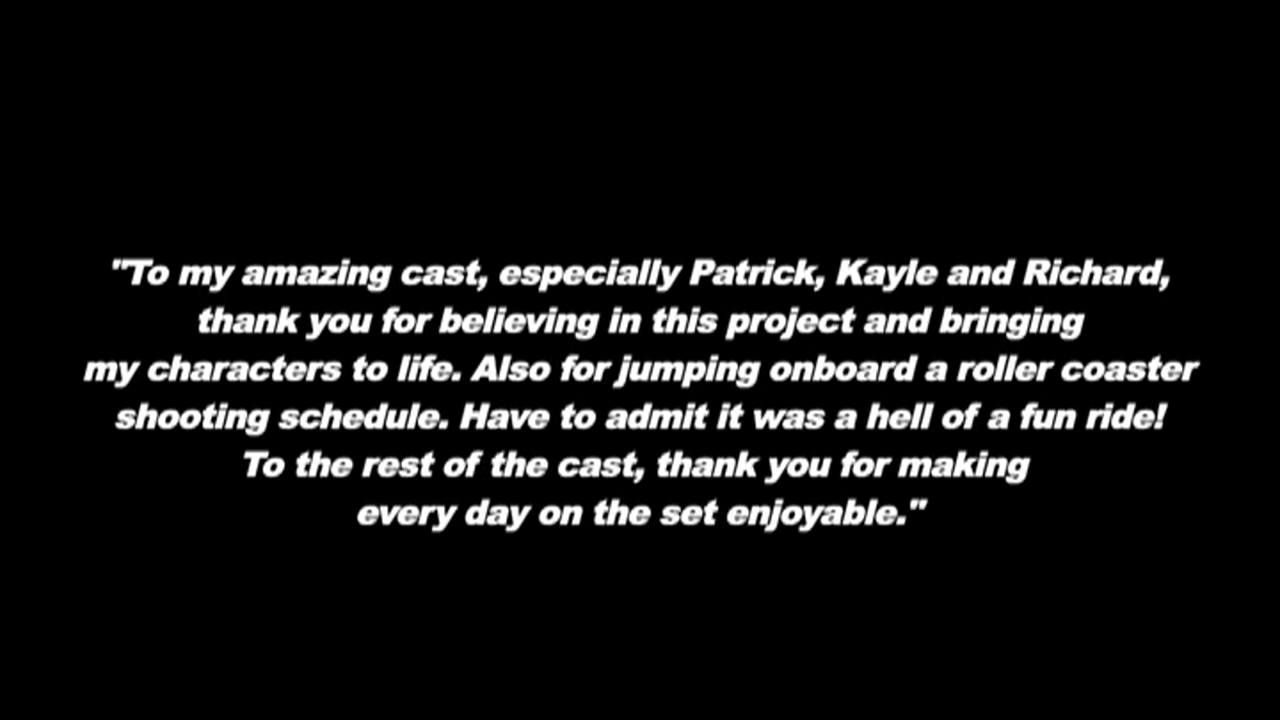 "To my amazing cast, especially Patrick, Kayle and Richard,
thank you for believing in this project and bringing
my characters to life. Also for jumping onboard a roller coaster
shooting schedule. Have to admit it was a hell of a fun ride!
To the rest of the cast, thank you for making
every day on the set enjoyable."